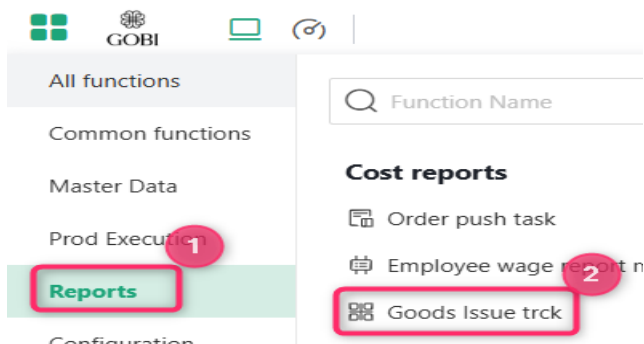 GOBI
All functions
Common functions
Master Data
Prod Execution
1
Reports
Configuration
Function Name
Cost reports
Order push task
Employee wage report
2
Goods Issue trck